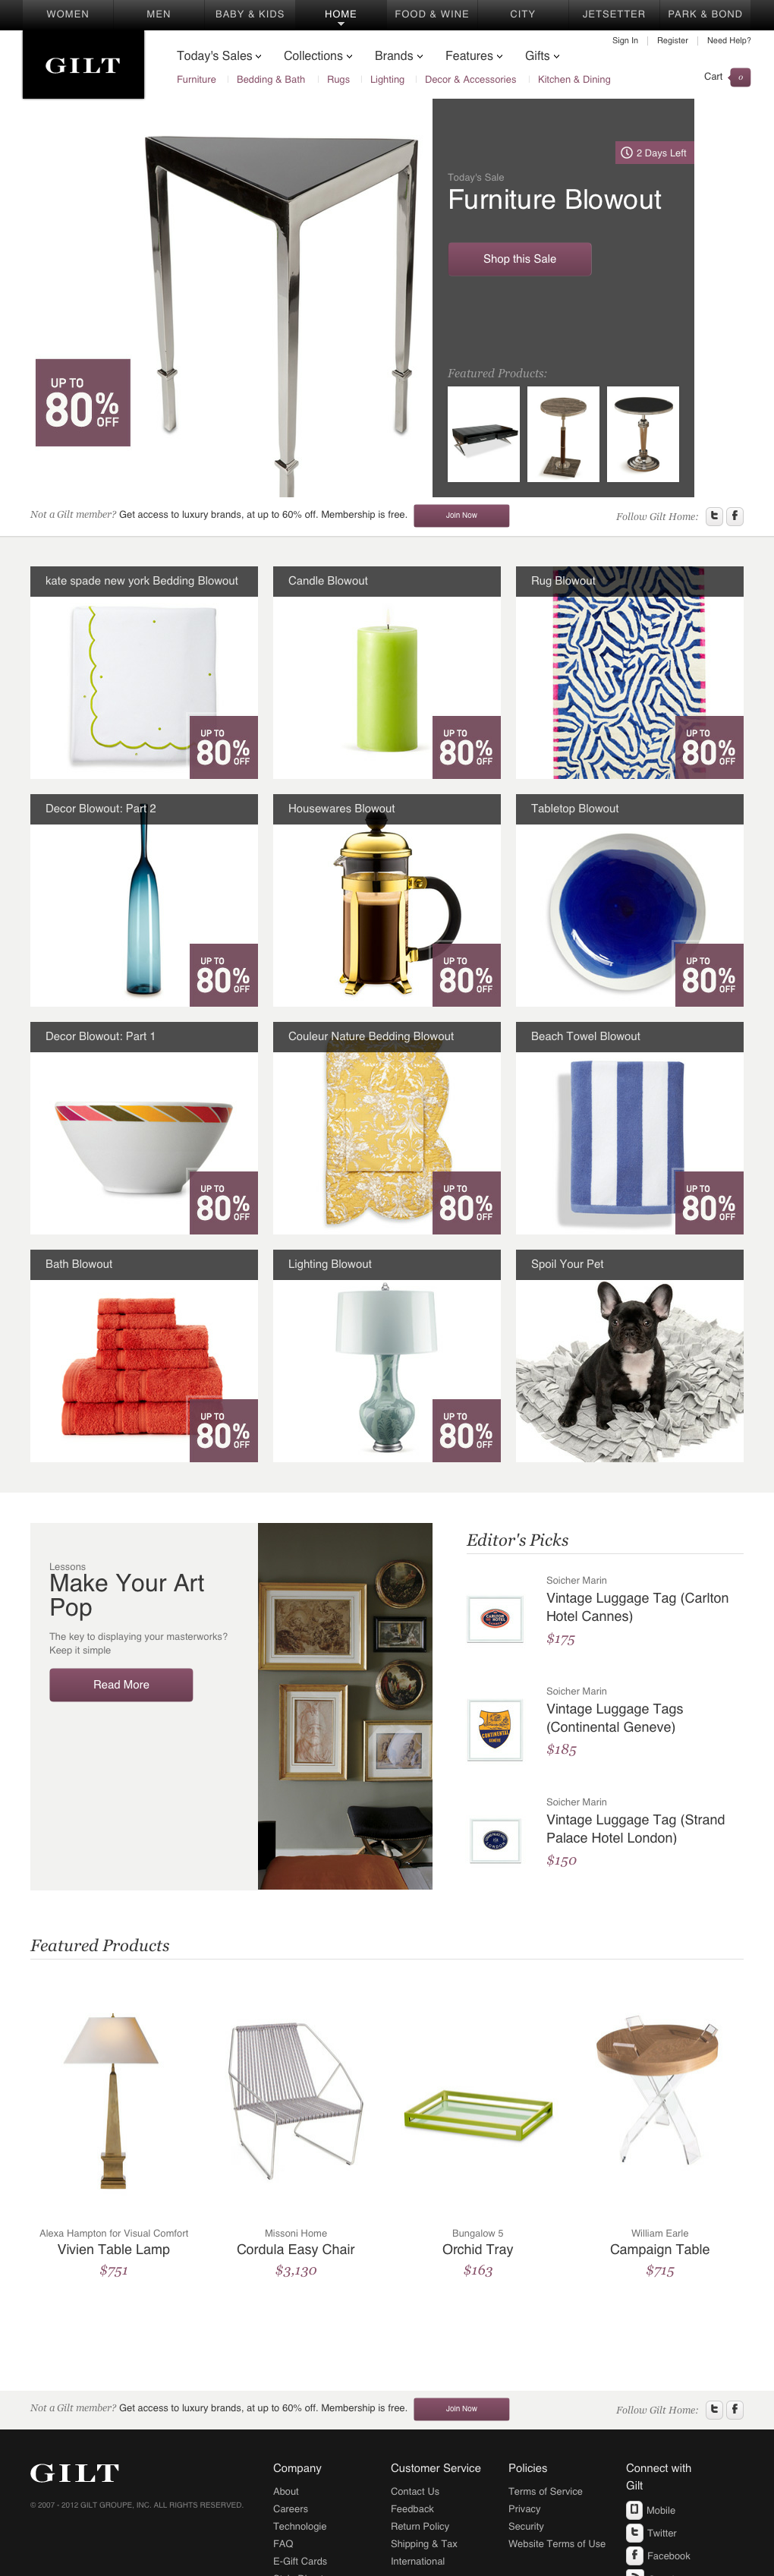 WOMEN
MEN
BABY & KIDS
HOME
FOOD & WINE
CITY
JETSETTER
PARK & BOND
GILT
Sign In
Register
Need Help?
Today's Sales
Collections
Brands
Features
Gifts
Furniture
Bedding & Bath
Rugs
Lighting
Decor & Accessories
Kitchen & Dining
Cart 0
2 Days Left
Today's Sale
Furniture Blowout
Shop this Sale
UP TO
80%
OFF
Featured Products:
Not a Gilt member? Get access to luxury brands, at up to 60% off. Membership is free.
Join Now
Follow Gilt Home:
kate spade new york Bedding Blowout
UP TO
80%
OFF
Candle Blowout
UP TO
80%
OFF
Rug Blowout
UP TO
80%
OFF
Decor Blowout: Part 2
UP TO
80%
OFF
Housewares Blowout
UP TO
80%
OFF
Tabletop Blowout
UP TO
80%
OFF
Decor Blowout: Part 1
UP TO
80%
OFF
Couleur Nature Bedding Blowout
UP TO
80%
OFF
Beach Towel Blowout
UP TO
80%
OFF
Bath Blowout
UP TO
80%
OFF
Lighting Blowout
UP TO
80%
OFF
Spoil Your Pet
Lessons
Make Your Art
Pop
The key to displaying your masterworks?
Keep it simple
Read More
Editor's Picks
Soicher Marin
Vintage Luggage Tag (Carlton
Hotel Cannes)
$175
CARLTON
HOTEL
Soicher Marin
Vintage Luggage Tags
(Continental Geneve)
$185
CONTINENTAL
GENEVE
Soicher Marin
Vintage Luggage Tag (Strand
Palace Hotel London)
$150
LONDON
Featured Products
Alexa Hampton for Visual Comfort
Vivien Table Lamp
$751
Missoni Home
Cordula Easy Chair
$3,130
Bungalow 5
Orchid Tray
$163
William Earle
Campaign Table
$715
Not a Gilt member? Get access to luxury brands, at up to 60% off. Membership is free.
Join Now
Follow Gilt Home:
GILT
© 2007 - 2012 GILT GROUPE, INC. ALL RIGHTS RESERVED.
Company
About
Careers
Technologie
FAQ
E-Gift Cards
Customer Service
Contact Us
Feedback
Return Policy
Shipping & Tax
International
Policies
Terms of Service
Privacy
Security
Website Terms of Use
Connect with
Gilt
Mobile
Twitter
Facebook